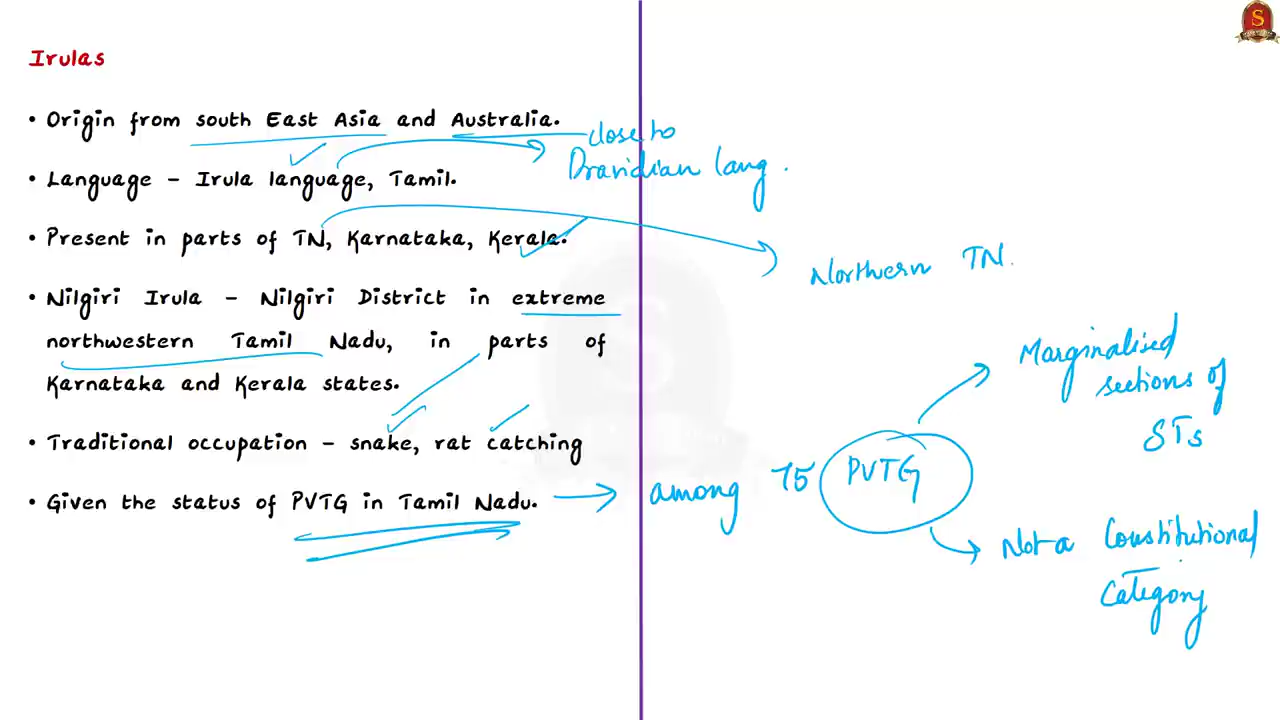 Irulas
• Origin from south East Asia and Australia.
close to
Dravidian lang.
• Language – Irula language, Tamil.
• Present in parts of TN, Karnataka, Kerala.
Northern TN.
• Nilgiri Irula – Nilgiri District in extreme
northwestern Tamil Nadu, in parts of
Karnataka and Kerala states.
• Traditional occupation – snake, rat catching
• Given the status of PVTG in Tamil Nadu.
among 75 PVTG
Marginalised
sections of
STs
Not a Constitutional
Category
S